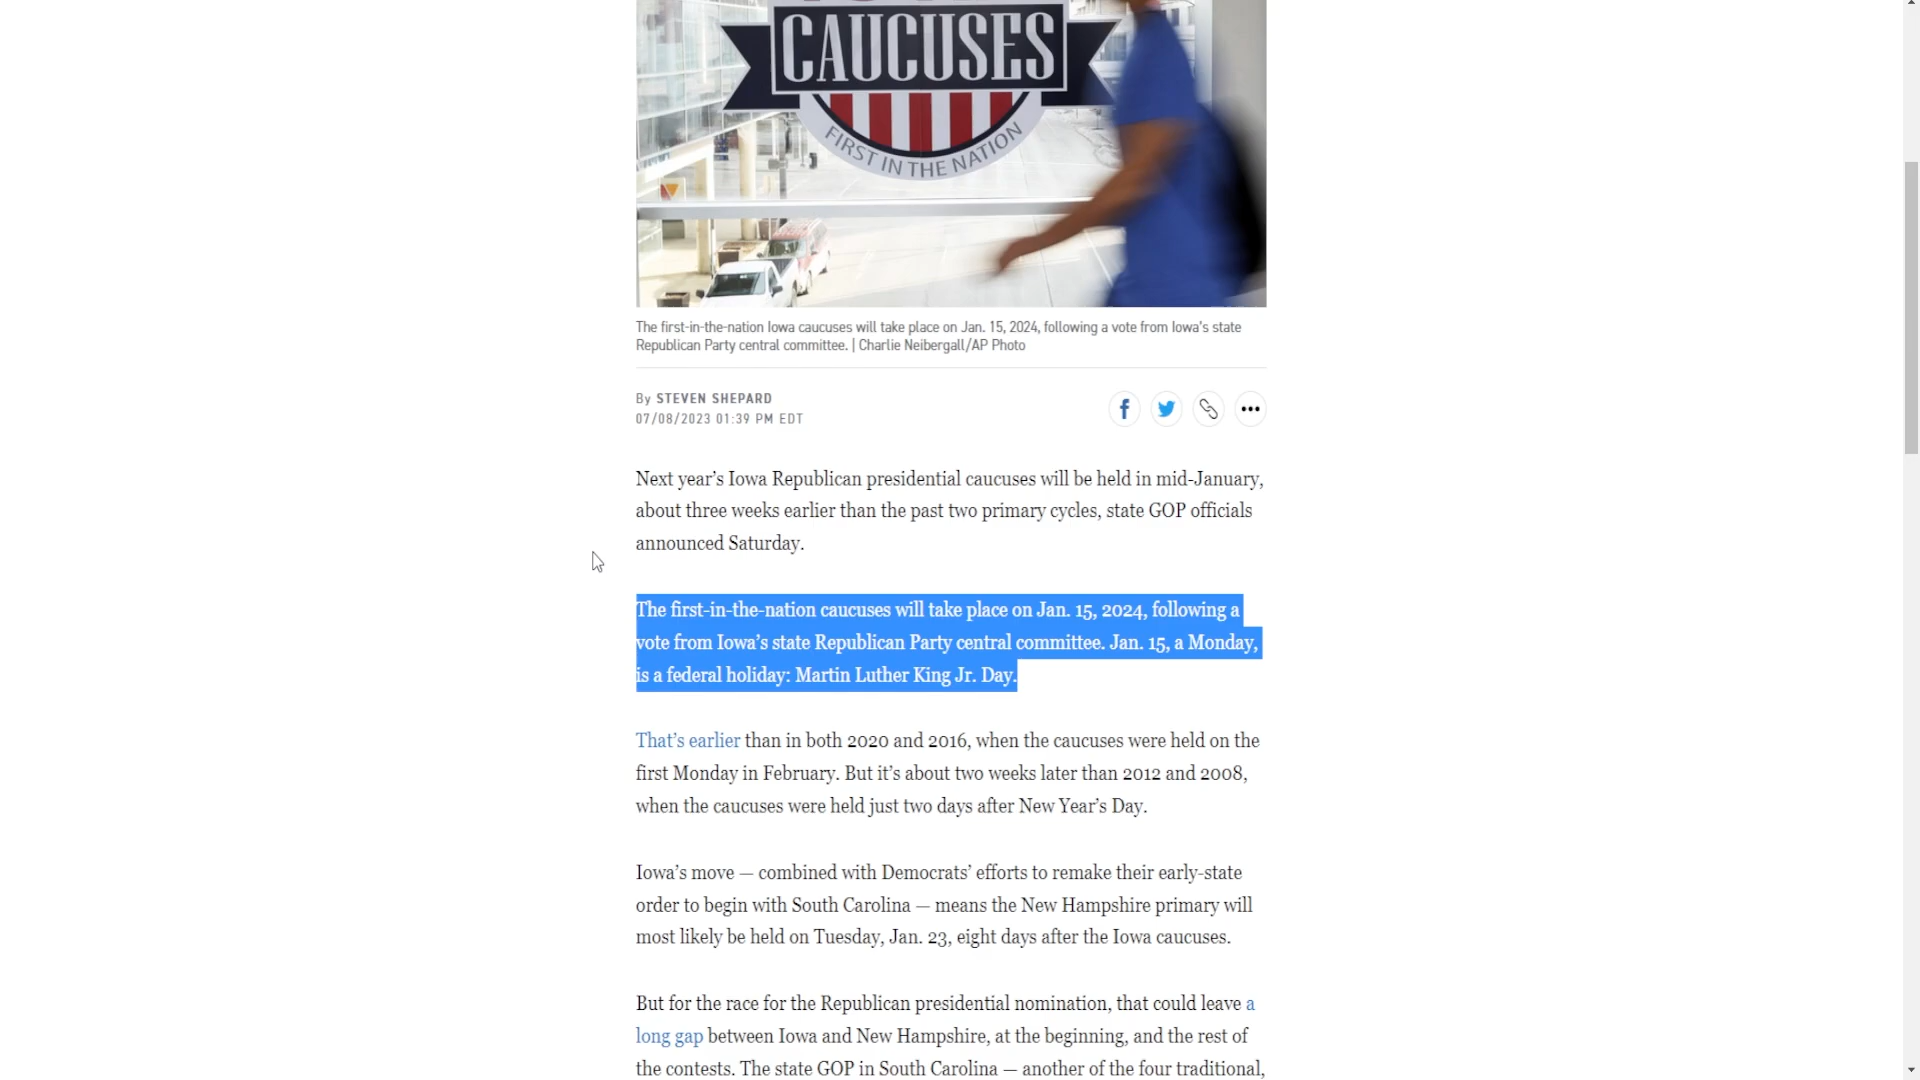 CAUCUSES
FIRST IN THE NATION
The first-in-the-nation Iowa caucuses will take place on Jan. 15, 2024, following a vote from Iowa's state
Republican Party central committee. | Charlie Neibergall/AP Photo
By STEVEN SHEPARD
07/08/2023 01:39 PM EDT
Next year's Iowa Republican presidential caucuses will be held in mid-January,
about three weeks earlier than the past two primary cycles, state GOP officials
announced Saturday.
The first-in-the-nation caucuses will take place on Jan. 15, 2024, following a
vote from Iowa's state Republican Party central committee. Jan. 15, a Monday,
is a federal holiday: Martin Luther King Jr. Day.
That's earlier than in both 2020 and 2016, when the caucuses were held on the
first Monday in February. But it's about two weeks later than 2012 and 2008,
when the caucuses were held just two days after New Year's Day.
Iowa's move — combined with Democrats' efforts to remake their early-state
order to begin with South Carolina — means the New Hampshire primary will
most likely be held on Tuesday, Jan. 23, eight days after the Iowa caucuses.
But for the race for the Republican presidential nomination, that could leave a
long gap between Iowa and New Hampshire, at the beginning, and the rest of
the contests. The state GOP in South Carolina — another of the four traditional,